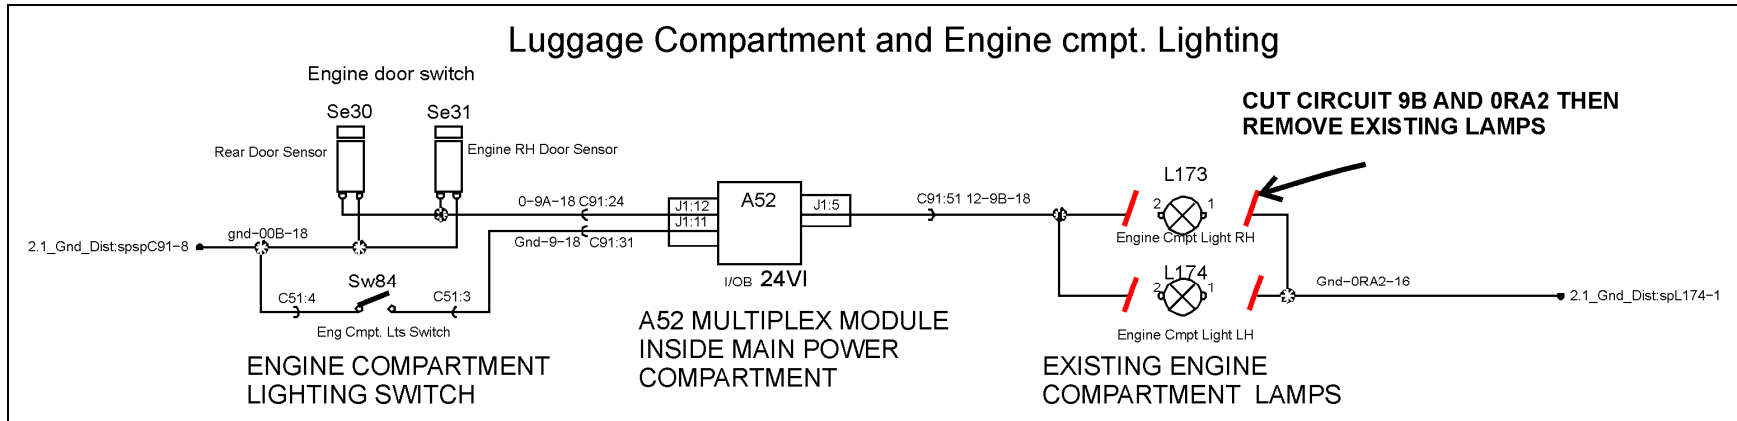 Luggage Compartment and Engine cmpt. Lighting
Engine door switch
Se30
Se31
Rear Door Sensor
Engine RH Door Sensor
CUT CIRCUIT 9B AND 0RA2 THEN
REMOVE EXISTING LAMPS
0-9A-18 C91:24
J1:12
J1:11
A52
J1:5
C91:51 12-9B-18
L173
2
1
Engine Cmpt Light RH
gnd-00B-18
2.1_Gnd_Dist:spspC91-8
Gnd-9-18 C91:31
I/OB 24VI
Sw84
C51:4
C51:3
Eng Cmpt. Lts Switch
L174
2
1
Engine Cmpt Light LH
Gnd-0RA2-16
2.1_Gnd_Dist:spL174-1
ENGINE COMPARTMENT
LIGHTING SWITCH
A52 MULTIPLEX MODULE
INSIDE MAIN POWER
COMPARTMENT
EXISTING ENGINE
COMPARTMENT LAMPS